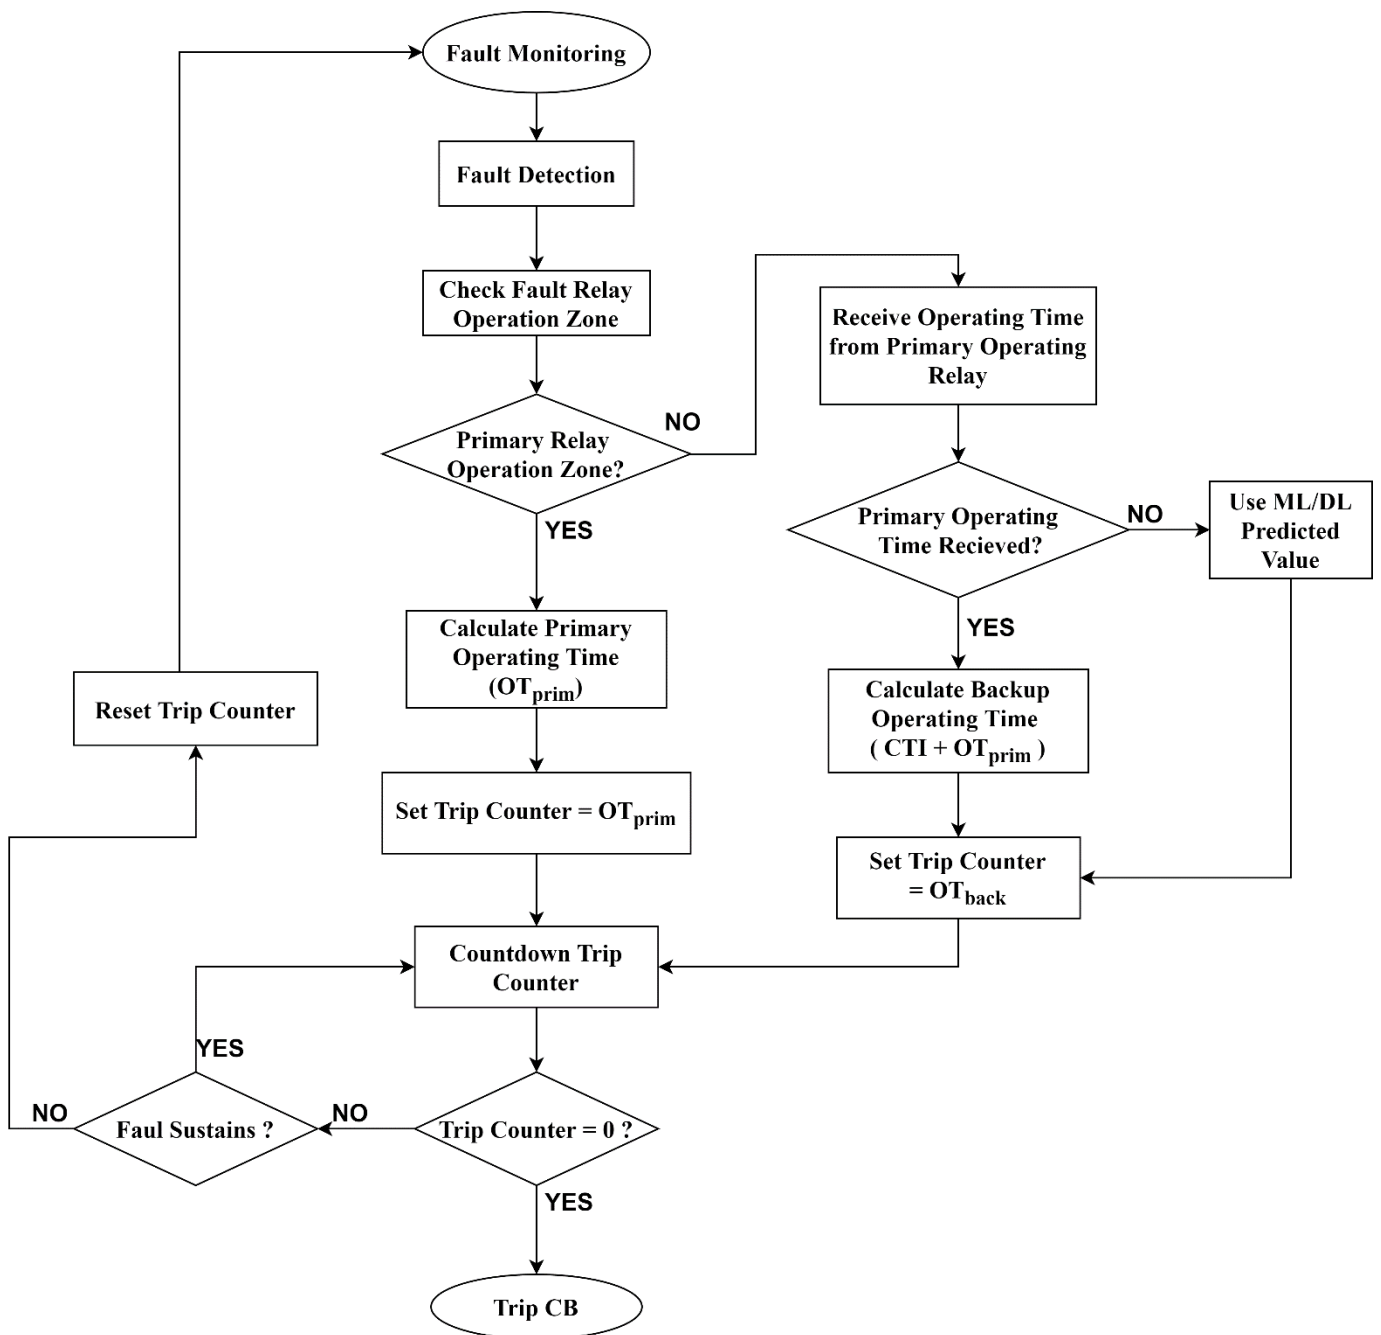 Fault Monitoring
Fault Detection
Check Fault Relay
Operation Zone
Primary Relay
Operation Zone?
NO
YES
Receive Operating Time
from Primary Operating
Relay
Primary Operating
Time Recieved?
NO
YES
Use ML/DL
Predicted
Value
Calculate Primary
Operating Time
(OTprim)
Calculate Backup
Operating Time
( CTI + OTprim )
Reset Trip Counter
Set Trip Counter = OTprim
Set Trip Counter
= OTback
Countdown Trip
Counter
YES
NO
Faul Sustains ?
NO
Trip Counter = 0 ?
YES
Trip CB